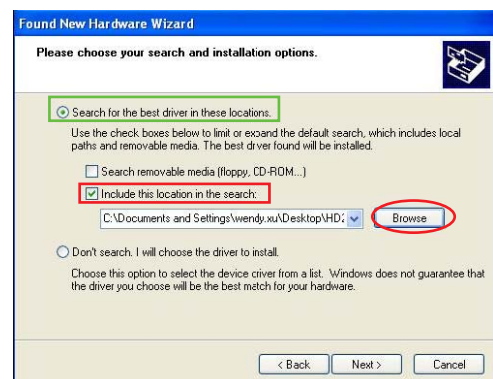 Found New Hardware Wizard
Please choose your search and installation options.
Search for the best driver in these locations.
Use the check boxes below to limit or expand the default search, which includes local
paths and removable media. The best driver found will be installed.
Search removable media (floppy, CD-ROM...)
Include this location in the search:
C:\Documents and Settings\wendy.xu\Desktop\HD2
Browse
Don't search. I will choose the driver to install.
Choose this option to select the device driver from a list. Windows does not guarantee that
the driver you choose will be the best match for your hardware.
< Back
Next >
Cancel